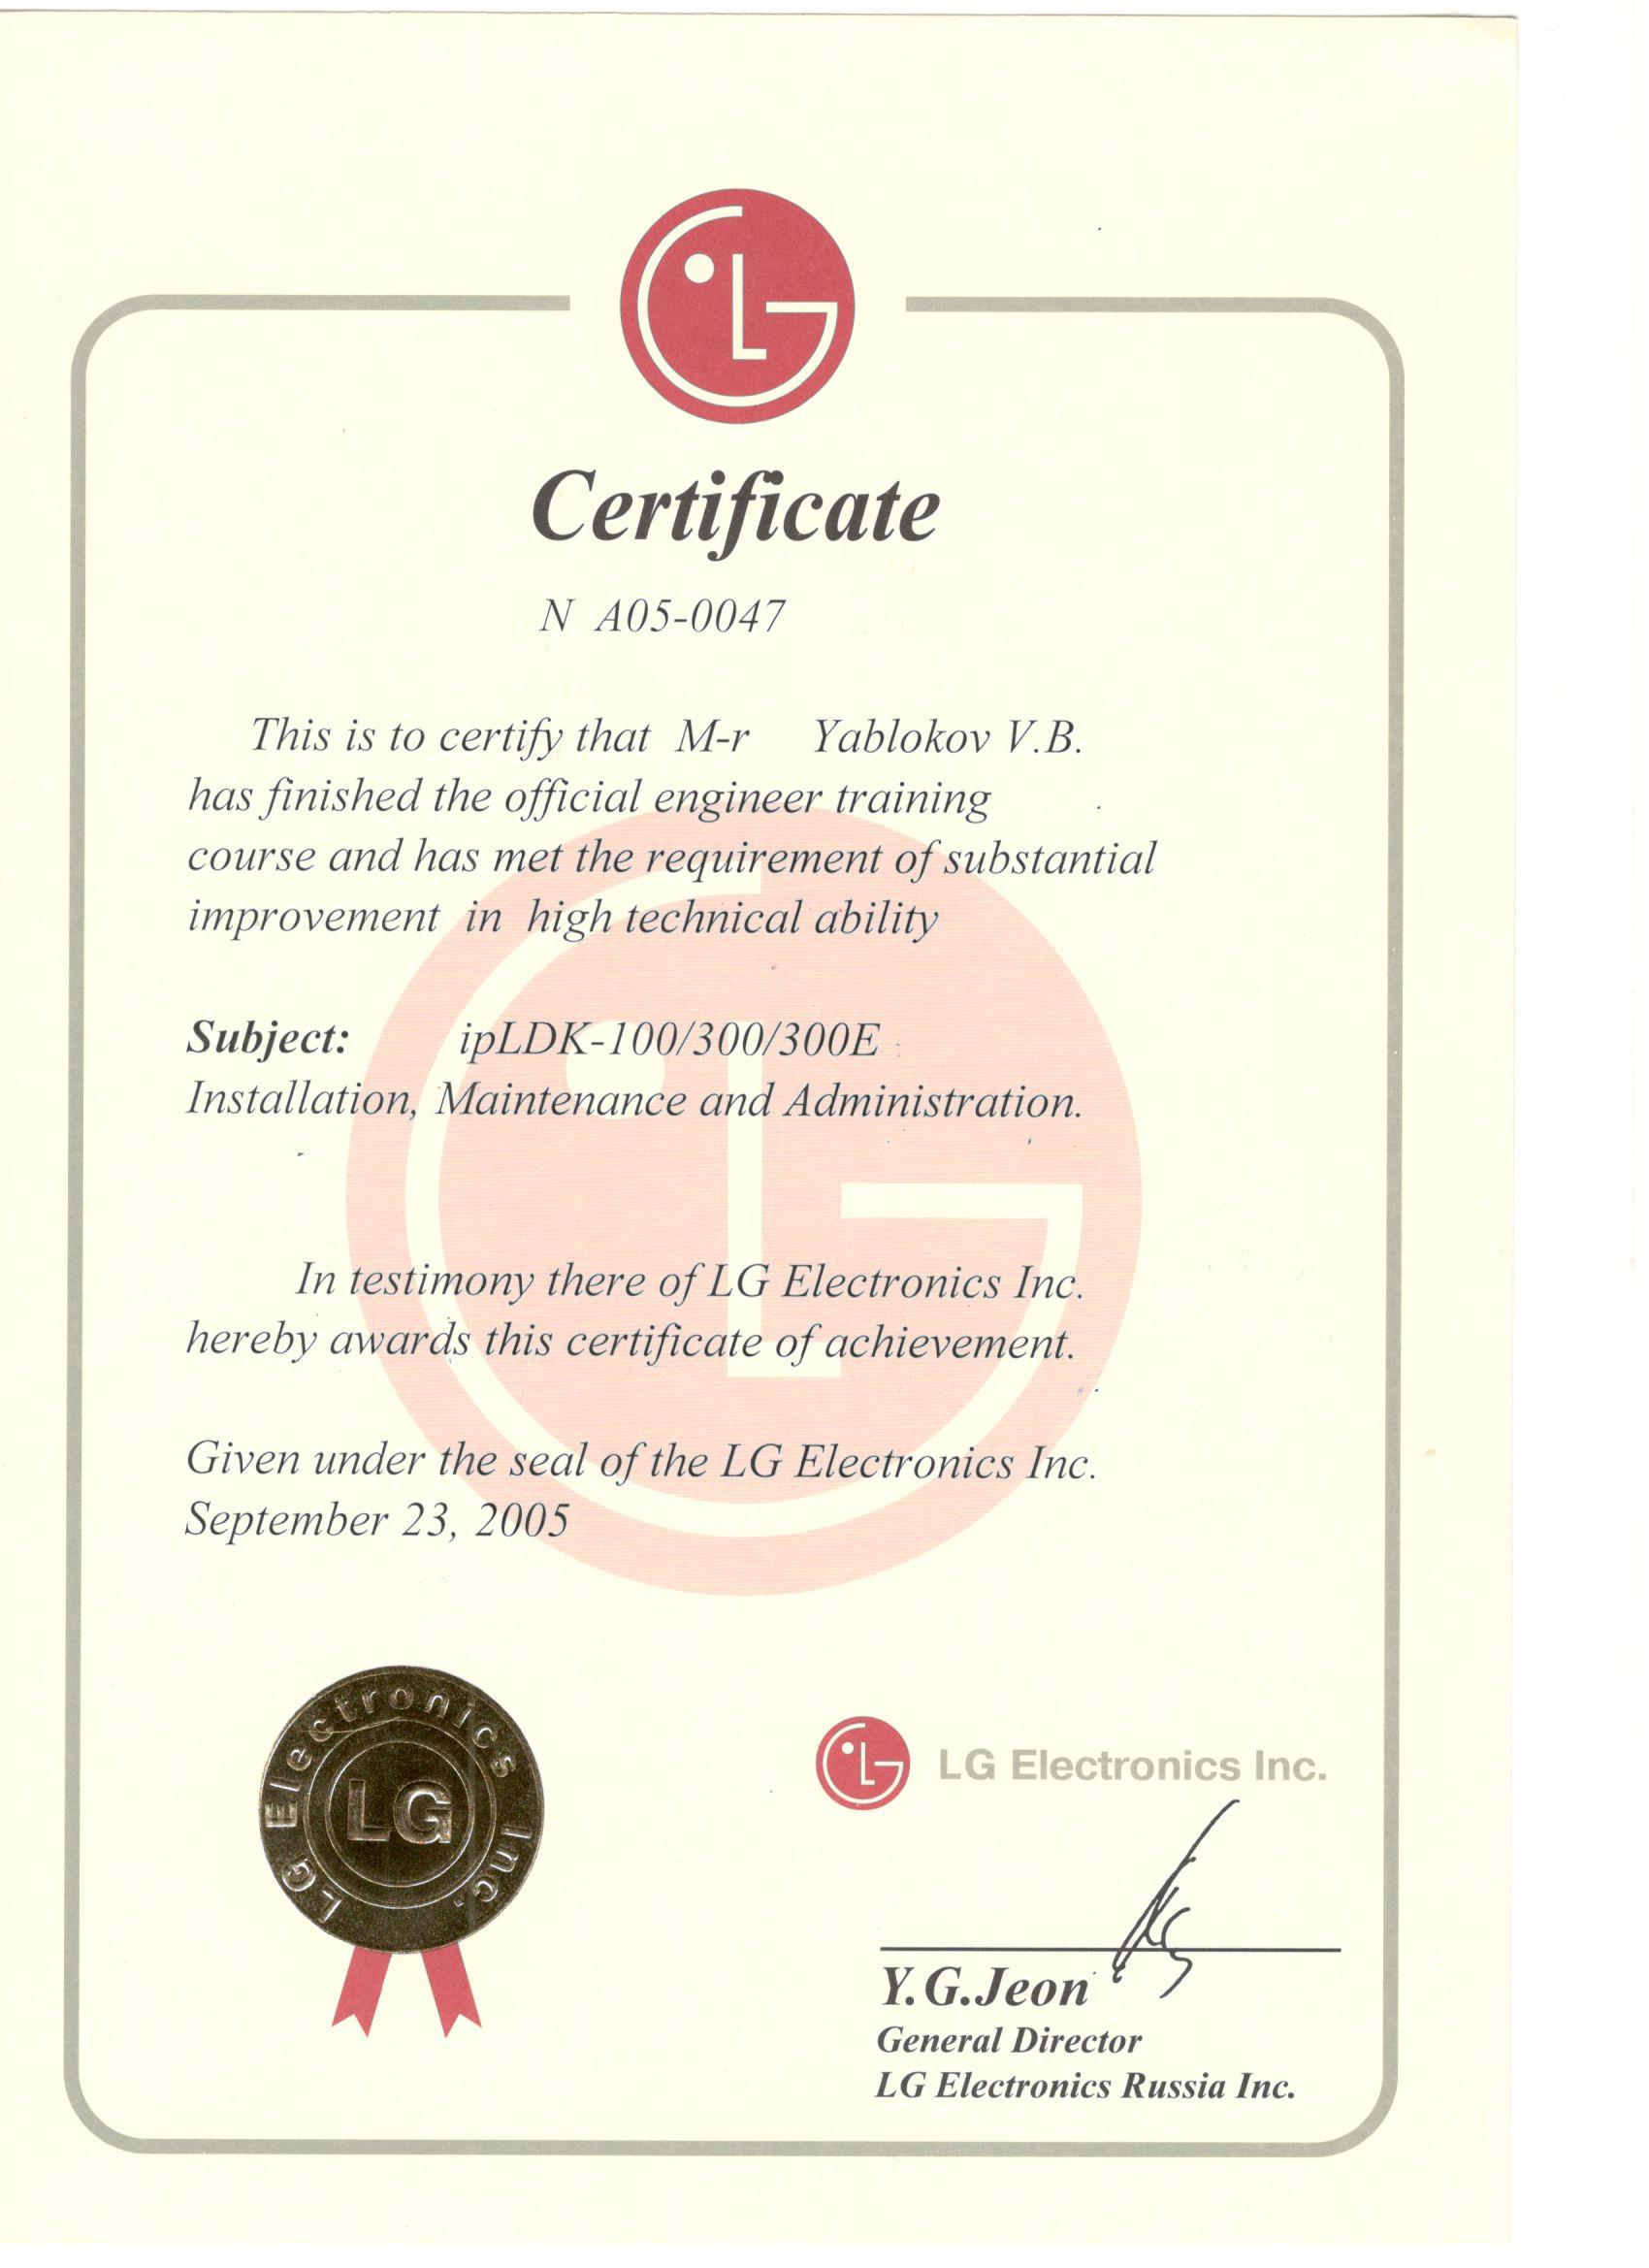 LG
Certificate
N A05-0047
This is to certify that M-r Yablokov V.B.
has finished the official engineer training
course and has met the requirement of substantial
improvement in high technical ability
Subject: ipLDK-100/300/300E
Installation, Maintenance and Administration.
In testimony there of LG Electronics Inc.
hereby awards this certificate of achievement.
Given under the seal of the LG Electronics Inc.
September 23, 2005
LG Electronics Inc.
LG
LG Electronics Inc.
Y.G.Jeon
General Director
LG Electronics Russia Inc.